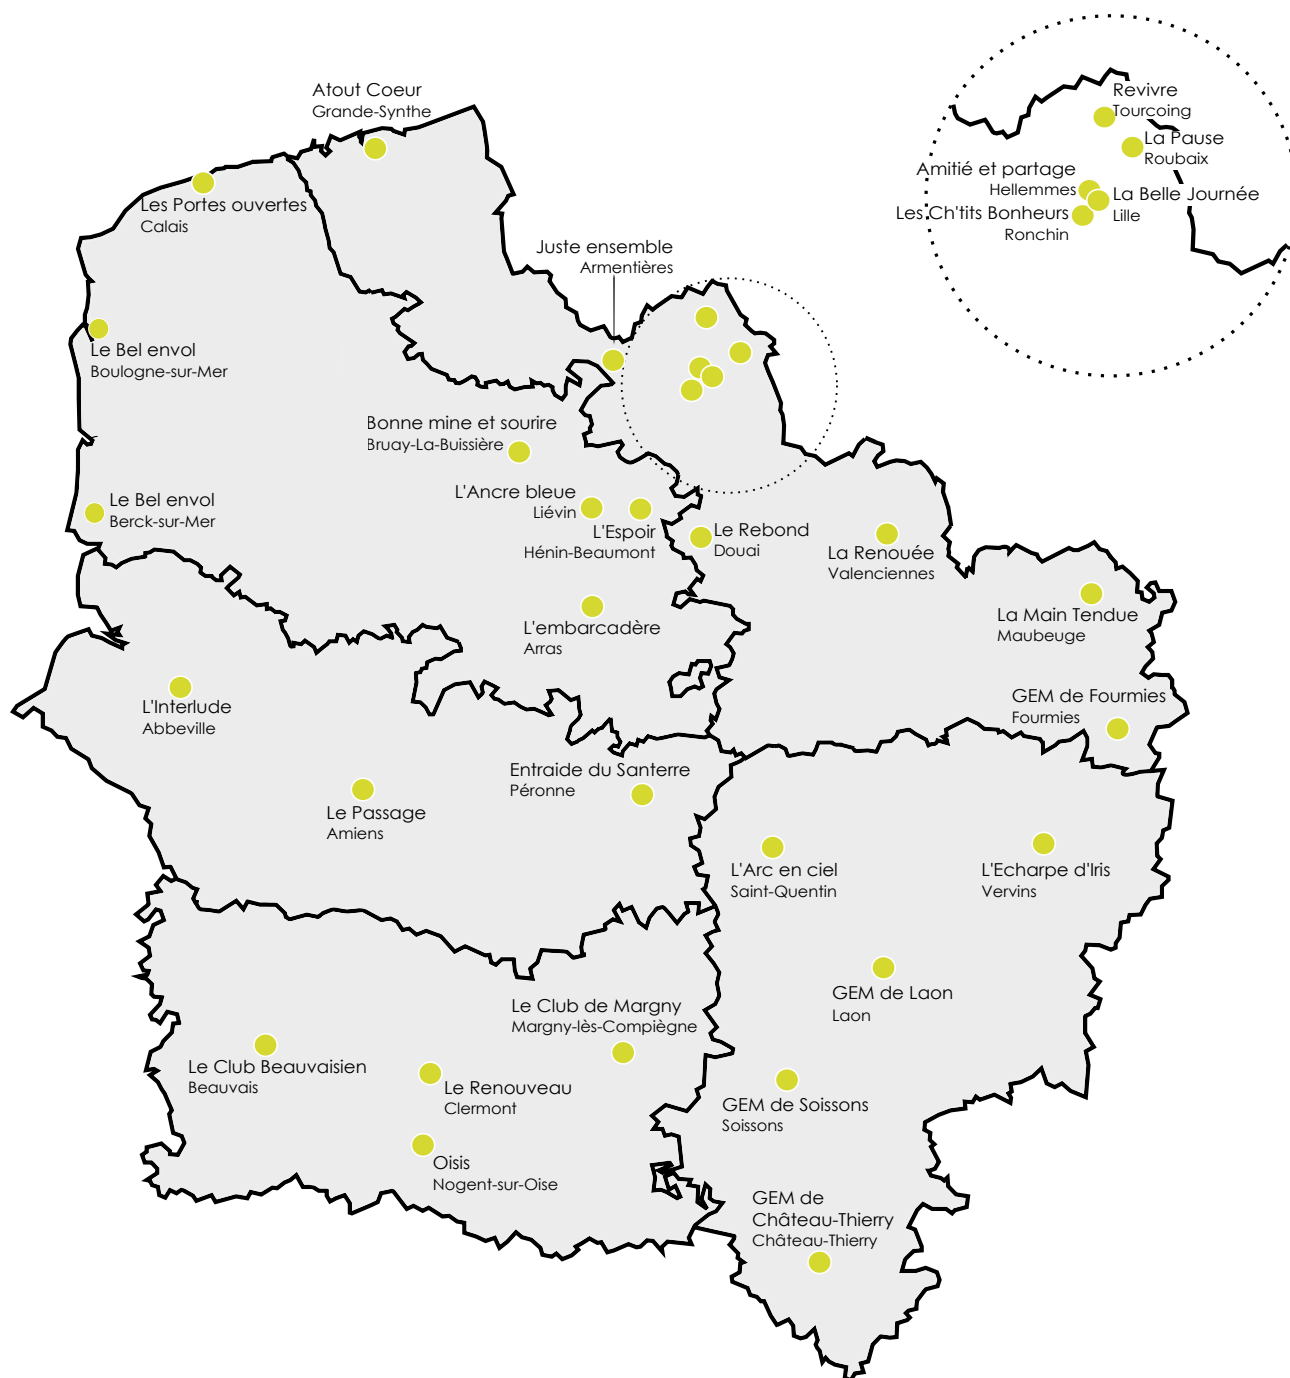 Atout Coeur
Grande-Synthe
Revivre
Tourcoing
La Pause
Roubaix
Amitié et partage
Hellemmes
La Belle Journée
Lille
Les Ch'tits Bonheurs
Ronchin
Les Portes ouvertes
Calais
Juste ensemble
Armentières
Le Bel envol
Boulogne-sur-Mer
Bonne mine et sourire
Bruay-La-Buissière
Le Bel envol
Berck-sur-Mer
L'Ancre bleue
Liévin
L'Espoir
Hénin-Beaumont
Le Rebond
Douai
La Renouée
Valenciennes
L'embarcadère
Arras
La Main Tendue
Maubeuge
L'Interlude
Abbeville
GEM de Fourmies
Fourmies
Entraide du Santerre
Péronne
Le Passage
Amiens
L'Arc en ciel
Saint-Quentin
L'Echarpe d'Iris
Vervins
GEM de Laon
Laon
Le Club de Margny
Margny-lès-Compiègne
Le Club Beauvaisien
Beauvais
Le Renouveau
Clermont
GEM de Soissons
Soissons
Oisis
Nogent-sur-Oise
GEM de
Château-Thierry
Château-Thierry